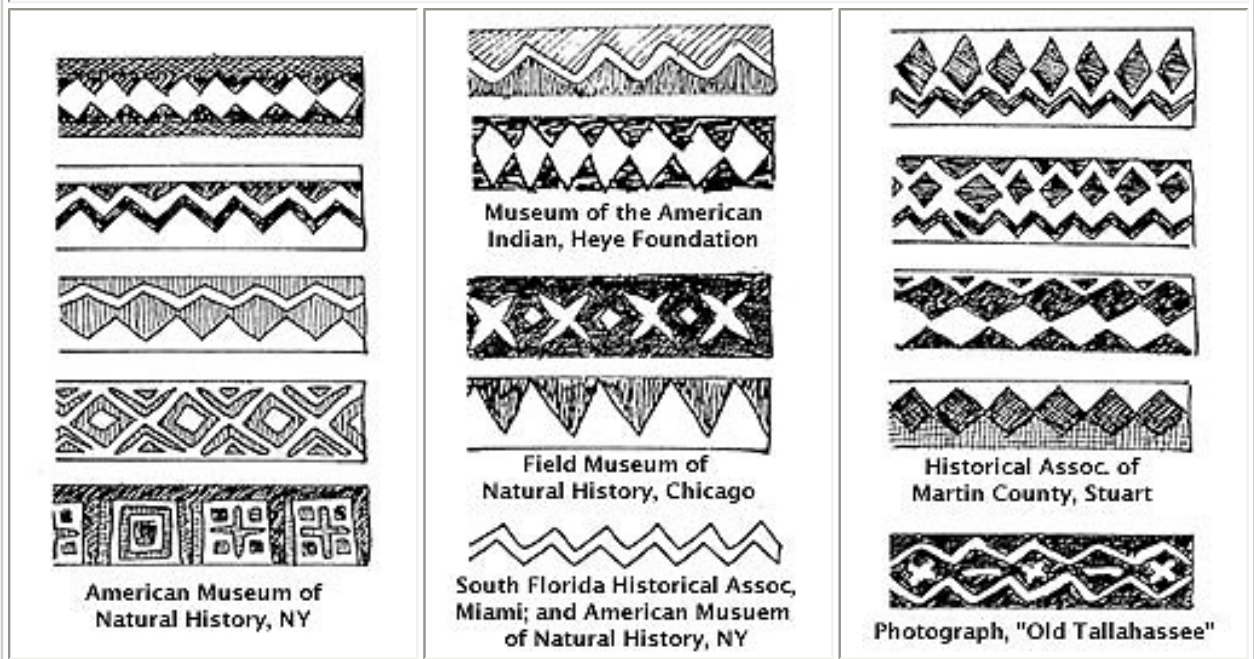 American Museum of
Natural History, NY
Museum of the American
Indian, Heye Foundation
Field Museum of
Natural History, Chicago
South Florida Historical Assoc,
Miami; and American Musuem
of Natural History, NY
Historical Assoc. of
Martin County, Stuart
Photograph, "Old Tallahassee"